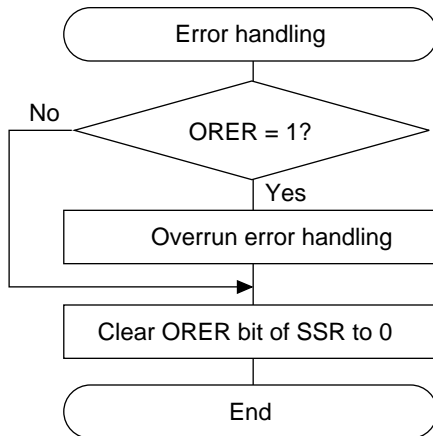 Error handling
No
ORER = 1?
Yes
Overrun error handling
Clear ORER bit of SSR to 0
End